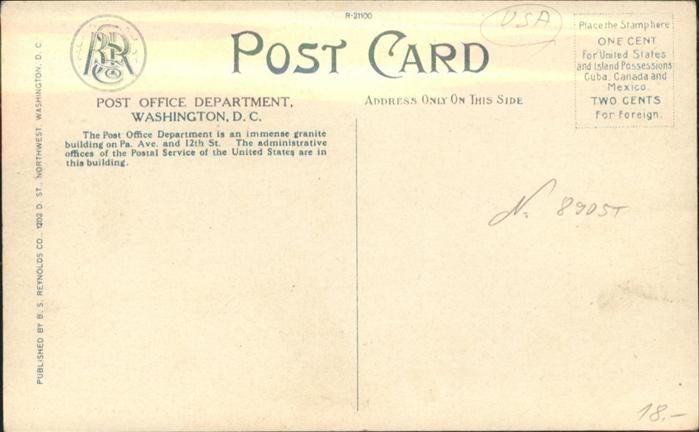 R-21100
POST CARD
USA
Place the Stamp here
ONE CENT
For United States
and Island Possessions
Cuba, Canada and
Mexico.
TWO CENTS
For Foreign.
POST OFFICE DEPARTMENT,
WASHINGTON, D. C.
ADDRESS ONLY ON THIS SIDE
The Post Office Department is an immense granite
building on Pa. Ave. and 12th St. The administrative
offices of the Postal Service of the United States are in
this building.
PUBLISHED BY B. S. REYNOLDS CO., 1202 D. ST., NORTHWEST, WASHINGTON, D. C
N. 8905T
18.-